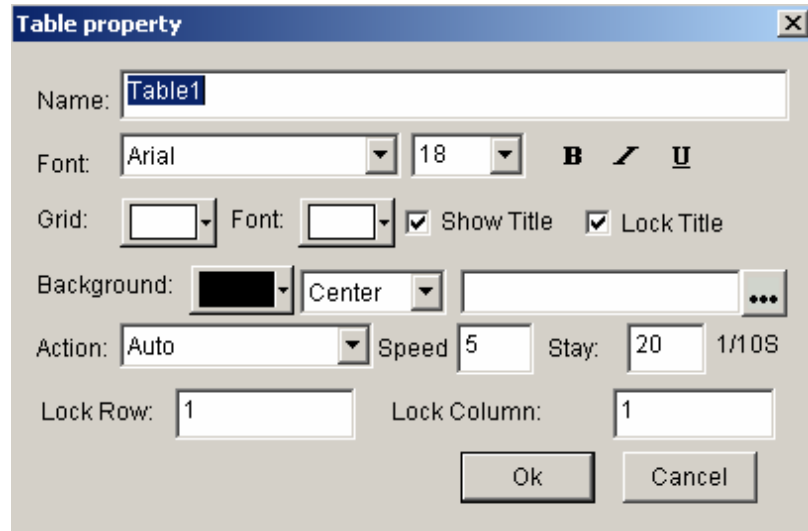 Table property
Name: Table1
Font: Arial 18 B I U
Grid: Font: Show Title Lock Title
Background: Center ...
Action: Auto Speed 5 Stay: 20 1/10S
Lock Row: 1 Lock Column: 1
Ok Cancel